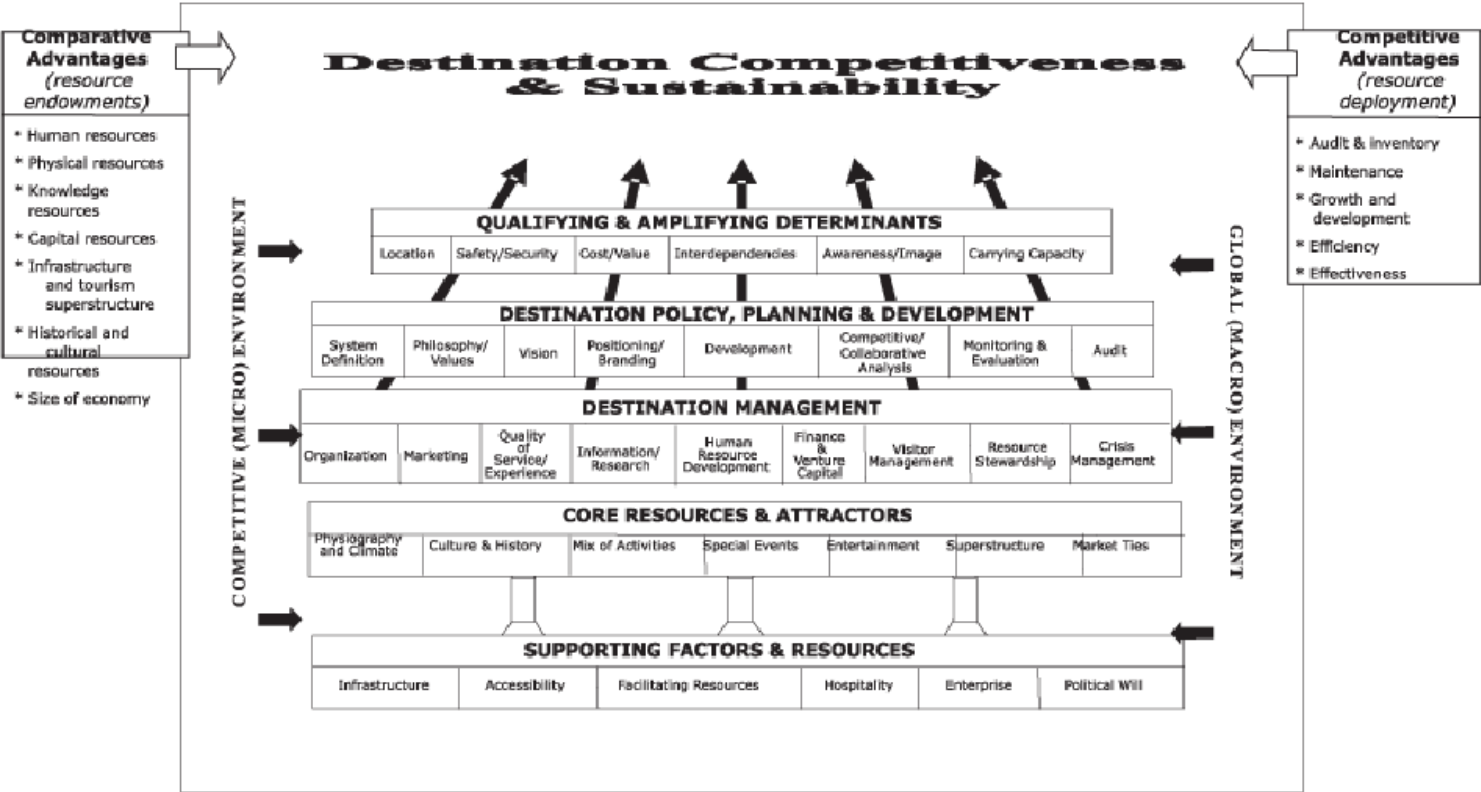 Comparative
Advantages
(resource
endowments)
* Human resources
* Physical resources
* Knowledge
resources
* Capital resources
* Infrastructure
and tourism
superstructure
* Historical and
cultural
resources
* Size of economy
Destination Competitiveness
& Sustainability
Competitive
Advantages
(resource
deployment)
* Audit & inventory
* Maintenance
* Growth and
development
* Efficiency
* Effectiveness
COMPETITIVE (MICRO) ENVIRONMENT
GLOBAL (MACRO) ENVIRONMENT
QUALIFYING & AMPLIFYING DETERMINANTS
Location
Safety/Security
Cost/Value
Interdependencies
Awareness/Image
Carrying Capacity
DESTINATION POLICY, PLANNING & DEVELOPMENT
System
Definition
Philosophy/
Values
Vision
Positioning/
Branding
Development
Competitive/
Collaborative
Analysis
Monitoring &
Evaluation
Audit
DESTINATION MANAGEMENT
Organization
Marketing
Quality
of
Service/
Experience
Information/
Research
Human
Resource
Development
Finance
&
Venture
Capital
Visitor
Management
Resource
Stewardship
Crisis
Management
CORE RESOURCES & ATTRACTORS
Physiography
and Climate
Culture & History
Mix of Activities
Special Events
Entertainment
Superstructure
Market Ties
SUPPORTING FACTORS & RESOURCES
Infrastructure
Accessibility
Facilitating Resources
Hospitality
Enterprise
Political Will